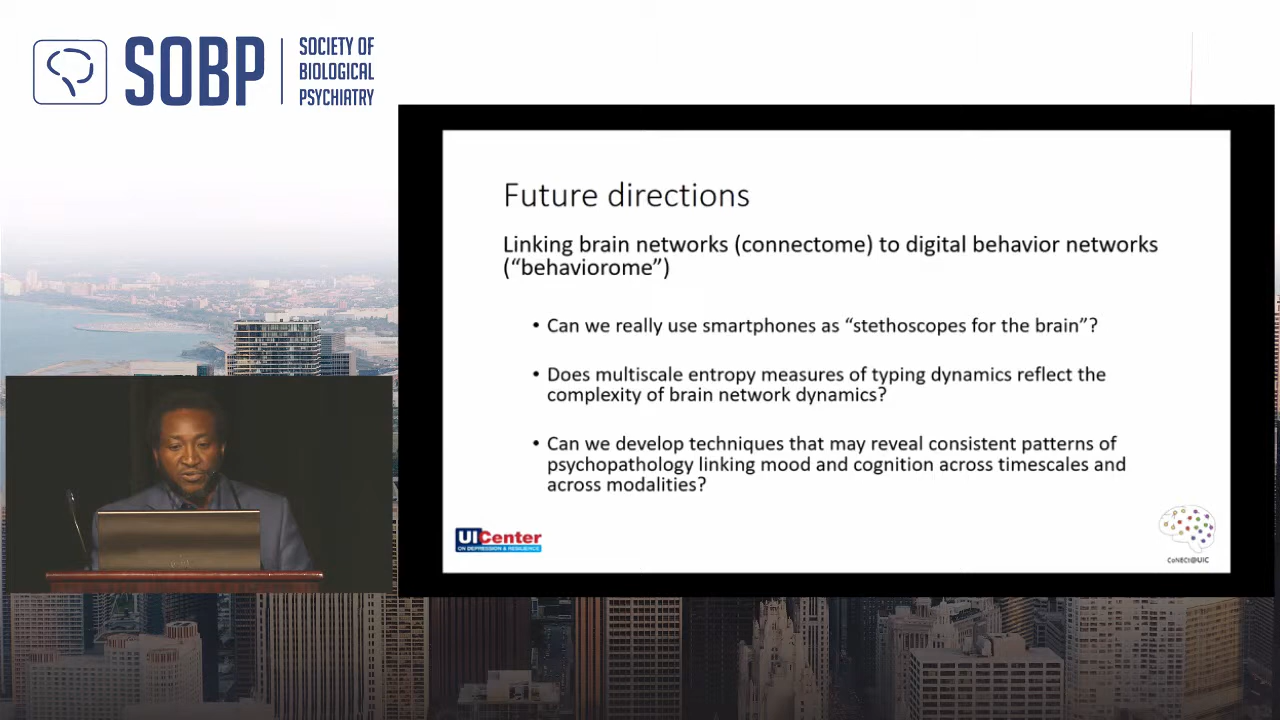 SOBP
SOCIETY OF
BIOLOGICAL
PSYCHIATRY
Future directions
Linking brain networks (connectome) to digital behavior networks
(“behaviorome”)
• Can we really use smartphones as “stethoscopes for the brain”?
• Does multiscale entropy measures of typing dynamics reflect the
complexity of brain network dynamics?
• Can we develop techniques that may reveal consistent patterns of
psychopathology linking mood and cognition across timescales and
across modalities?
UICenter
ON DEPRESSION & RESILIENCE
CoNECt@UIC